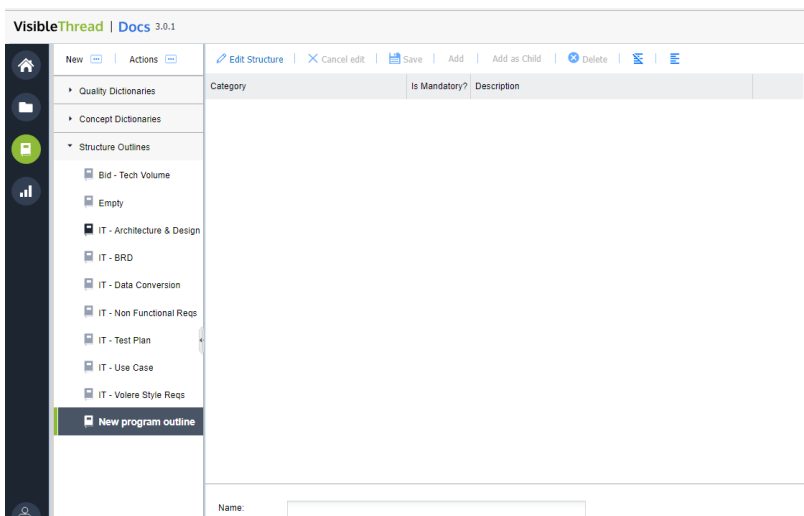 VisibleThread | Docs 3.0.1
New Actions Edit Structure Cancel edit Save Add Add as Child Delete
Quality Dictionaries
Category Is Mandatory? Description
Concept Dictionaries
Structure Outlines
Bid - Tech Volume
Empty
IT - Architecture & Design
IT - BRD
IT - Data Conversion
IT - Non Functional Reqs
IT - Test Plan
IT - Use Case
IT - Volere Style Reqs
New program outline
Name: